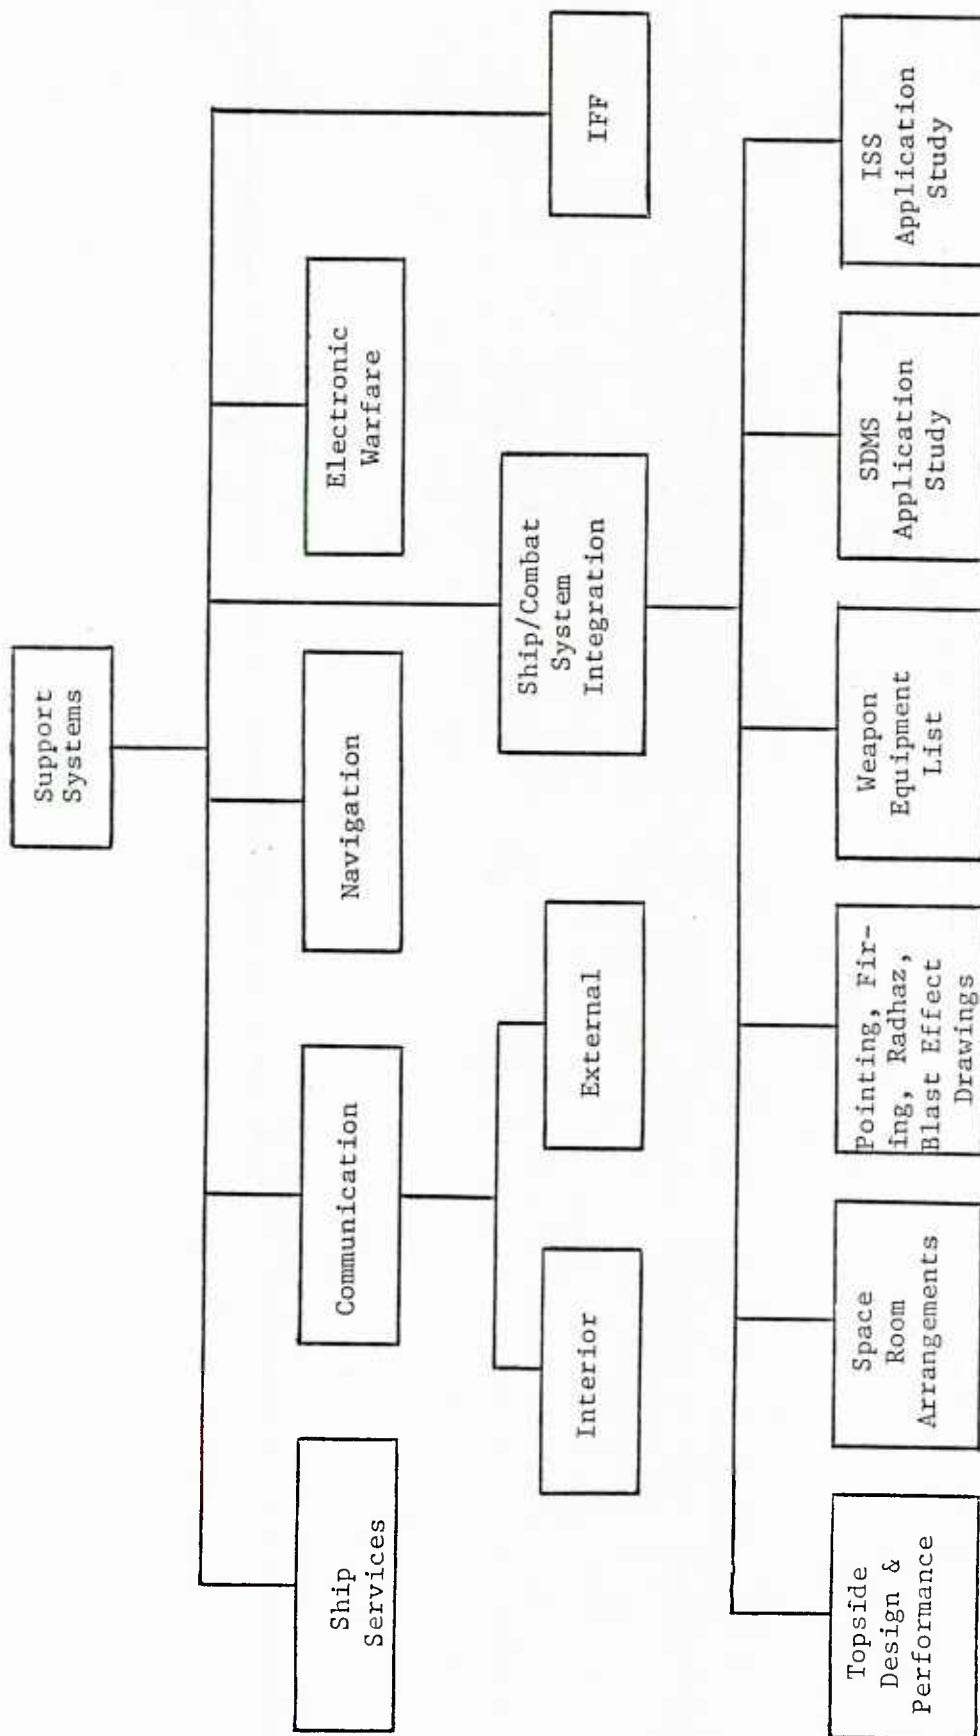 Support
Systems
Ship
Services
Communication
Navigation
Electronic
Warfare
Interior
External
Ship/Combat
System
Integration
IFF
Topside
Design &
Performance
Space
Room
Arrangements
Pointing, Fir-
ing, Radhaz,
Blast Effect
Drawings
Weapon
Equipment
List
SDMS
Application
Study
ISS
Application
Study